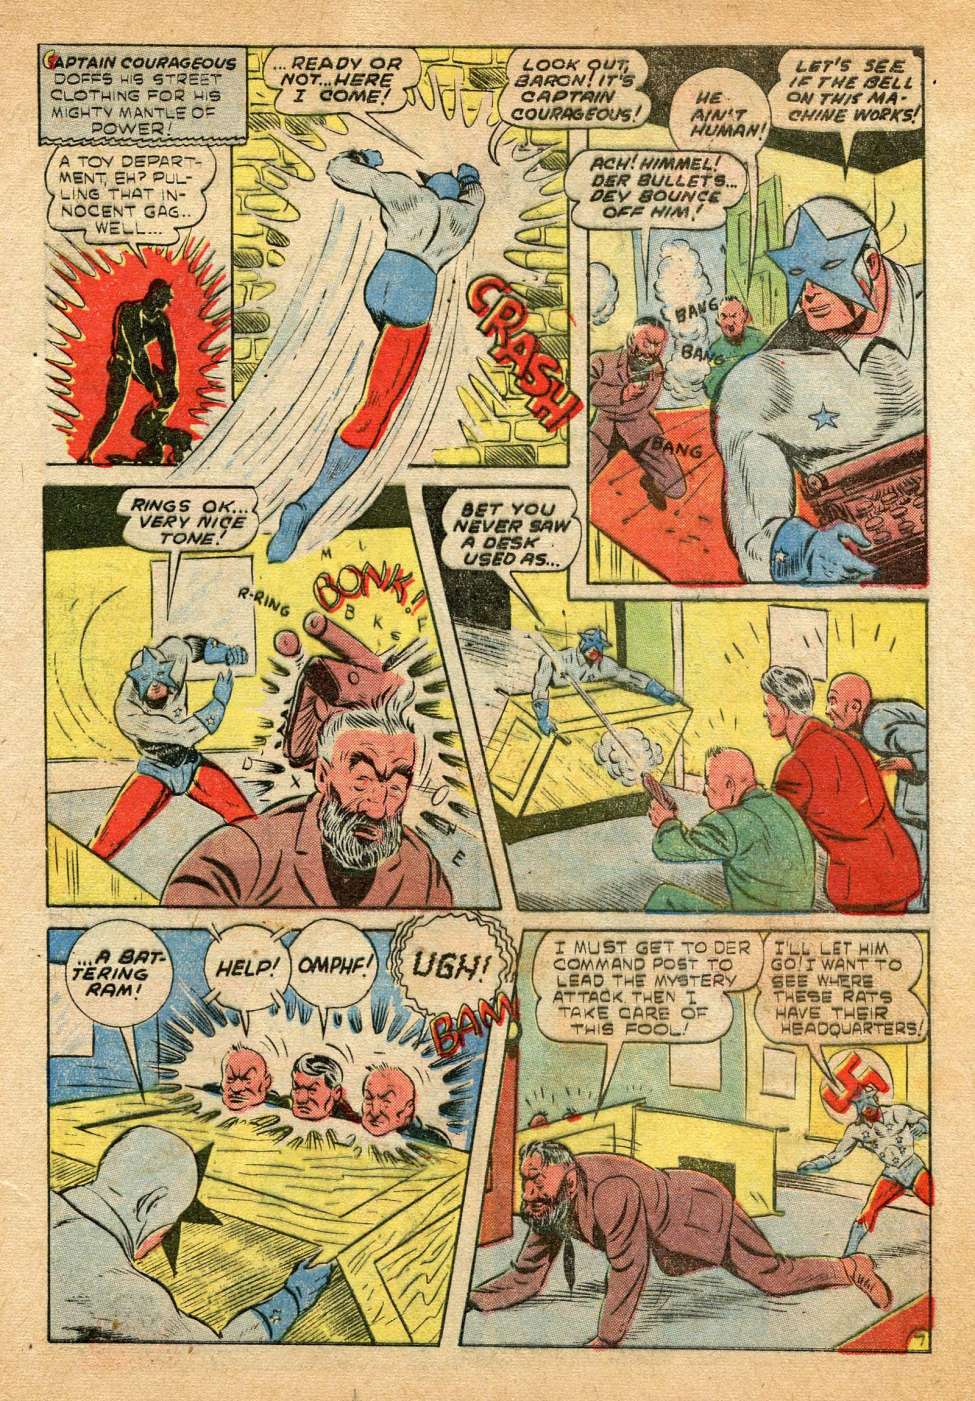 CAPTAIN COURAGEOUS
DOFFS HIS STREET
CLOTHING FOR HIS
MIGHTY MANTLE OF
POWER!
A TOY DEPART-
MENT, EH? PUL-
LING THAT IN-
NOCENT GAG..
WELL...
...READY OR
NOT...HERE
I COME!
LOOK OUT,
BARON! IT'S
CAPTAIN
COURAGEOUS!
CRASH
HE
AIN'T
HUMAN!
LET'S SEE
IF THE BELL
ON THIS MA-
CHINE WORKS!
ACH! HIMMEL!
DER BULLETS...
DEY BOUNCE
OFF HIM!
BANG
BANG
BANG
RINGS OK...
VERY NICE
TONE!
R-RING
BONK!!
BET YOU
NEVER SAW
A DESK
USED AS...
...A BAT-
TERING
RAM!
HELP!
OMPHF!
UGH!
BAM
I MUST GET TO DER
COMMAND POST TO
LEAD THE MYSTERY
ATTACK. THEN I
TAKE CARE OF
THIS FOOL!
I'LL LET HIM
GO! I WANT TO
SEE WHERE
THESE RATS
HAVE THEIR
HEADQUARTERS!
7